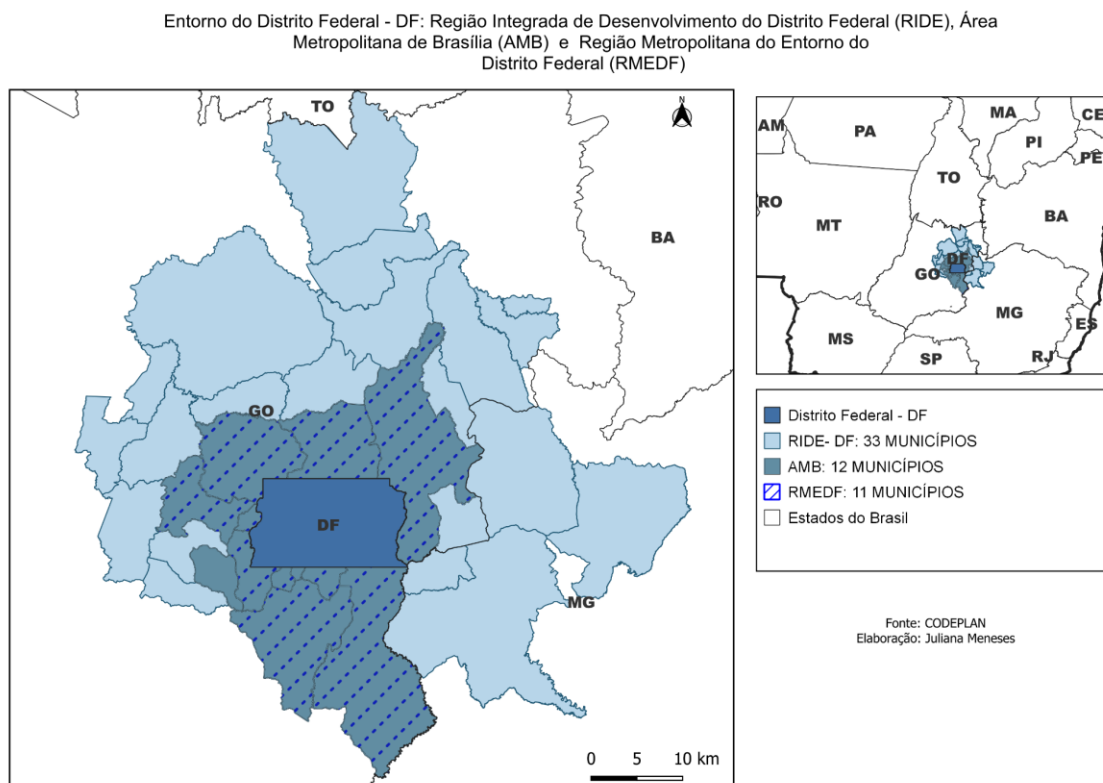 Entorno do Distrito Federal - DF: Região Integrada de Desenvolvimento do Distrito Federal (RIDE), Área
Metropolitana de Brasília (AMB) e Região Metropolitana do Entorno do
Distrito Federal (RMEDF)
TO
N
BA
GO
DF
MG
0 5 10 km
AM
PA
MA
CE
PI
PE
TO
RO
MT
BA
DF
GO
MG
MS
ES
SP
RJ
Distrito Federal - DF
RIDE- DF: 33 MUNICÍPIOS
AMB: 12 MUNICÍPIOS
RMEDF: 11 MUNICÍPIOS
Estados do Brasil
Fonte: CODEPLAN
Elaboração: Juliana Meneses